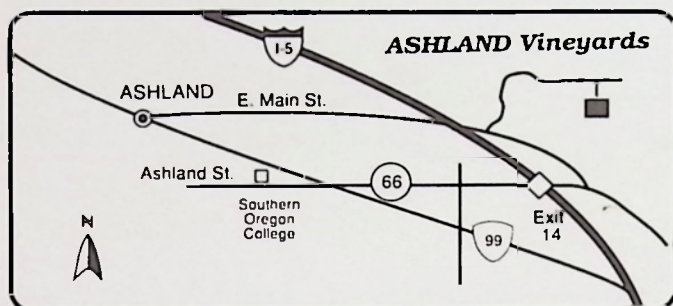 I-5
ASHLAND Vineyards
ASHLAND
E. Main St.
Ashland St.
66
Southern
Oregon
College
Exit
14
99
N